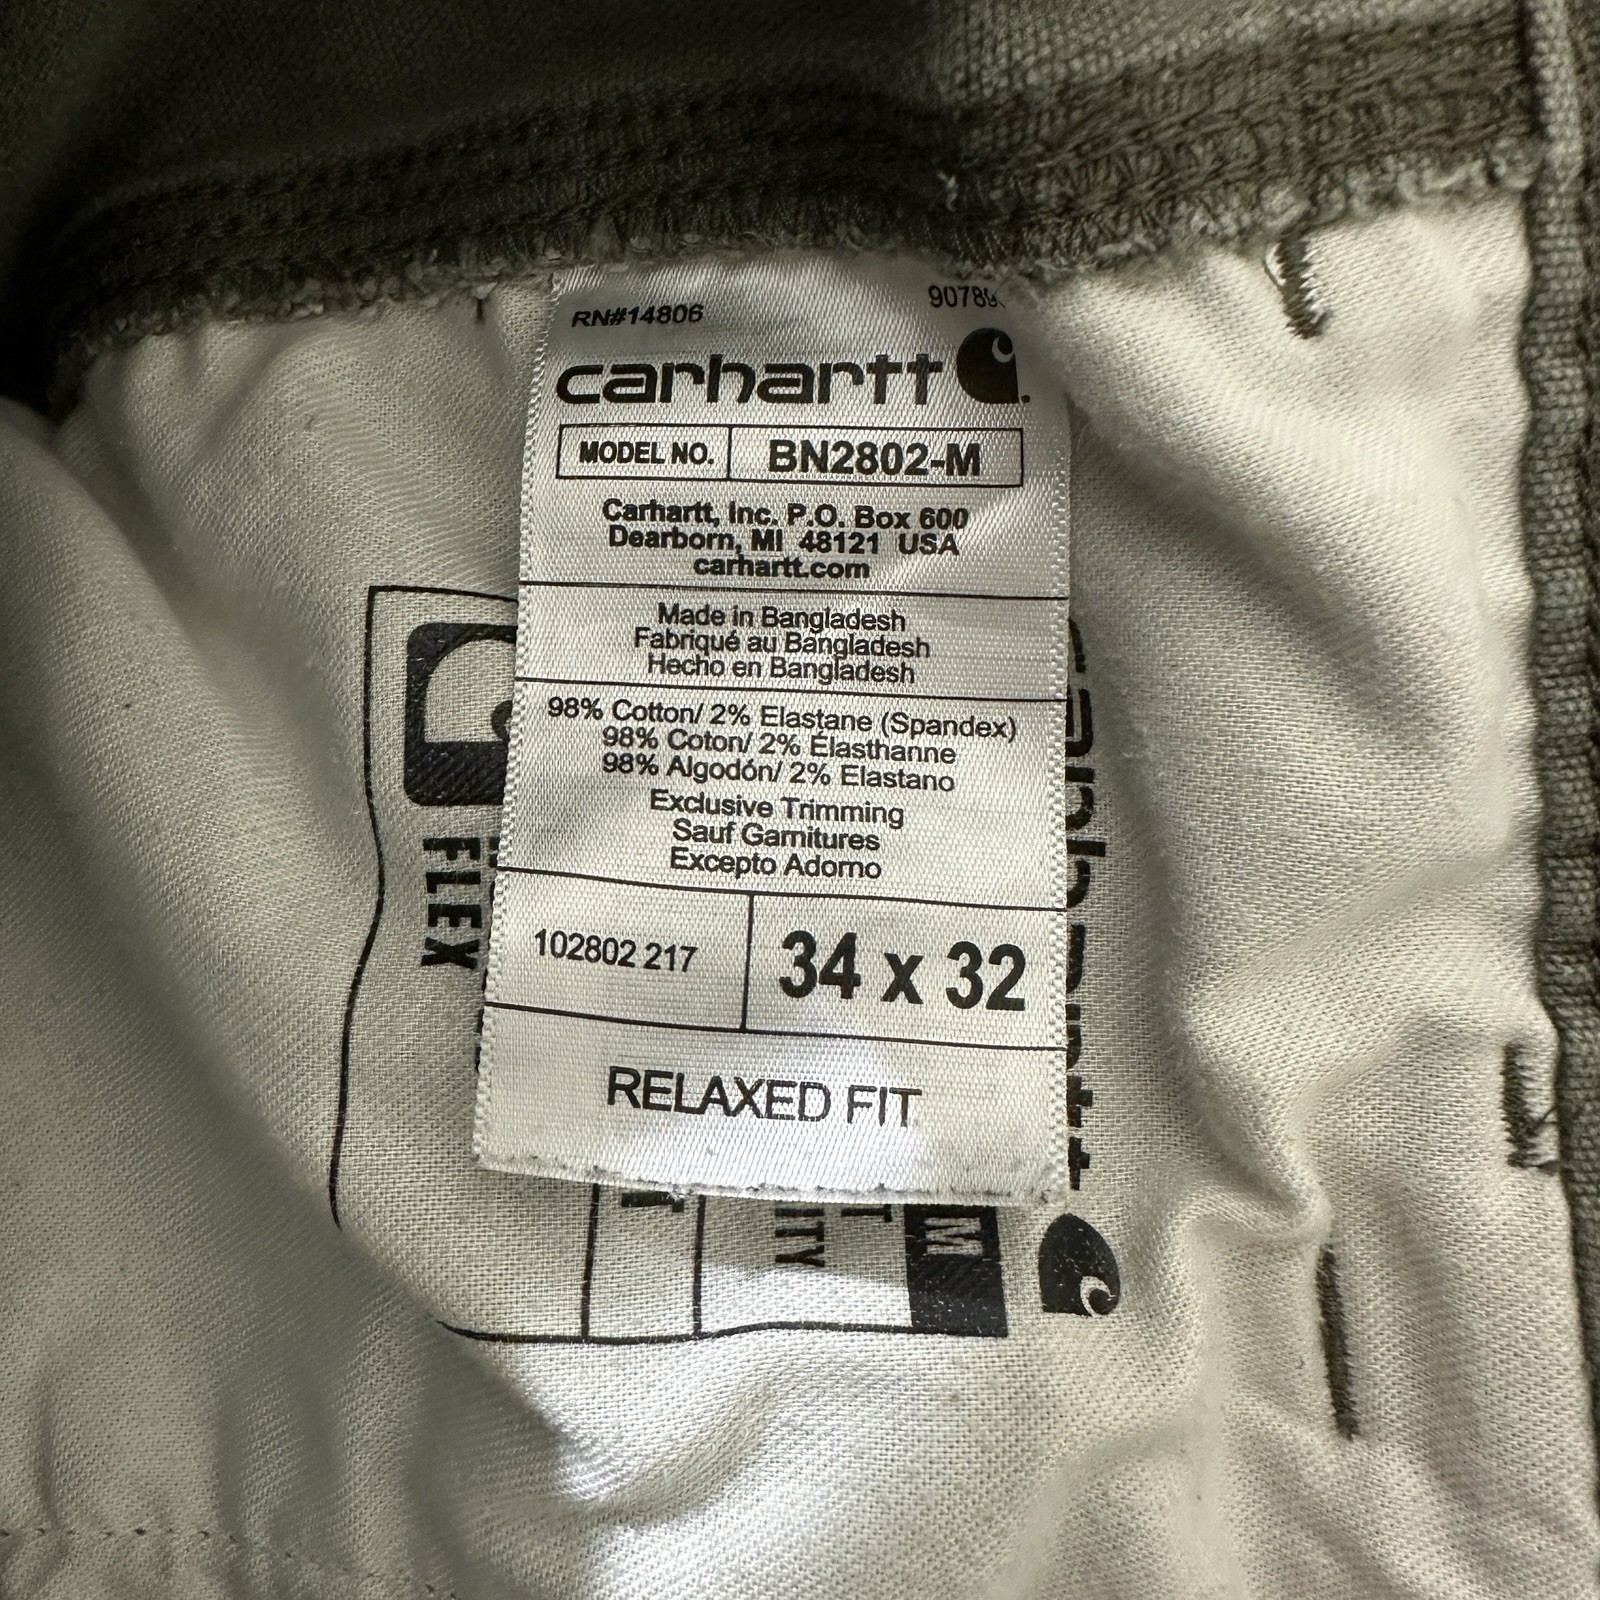 RN#14806
carhartt
MODEL NO. BN2802-M
Carhartt, Inc. P.O. Box 600
Dearborn, MI 48121 USA
carhartt.com
Made in Bangladesh
Fabriqué au Bangladesh
Hecho en Bangladesh
98% Cotton/ 2% Elastane (Spandex)
98% Coton/ 2% Élasthanne
98% Algodón/ 2% Elastano
Exclusive Trimming
Sauf Garnitures
Excepto Adorno
102802 217
34 x 32
RELAXED FIT
FLEX
carhartt
M